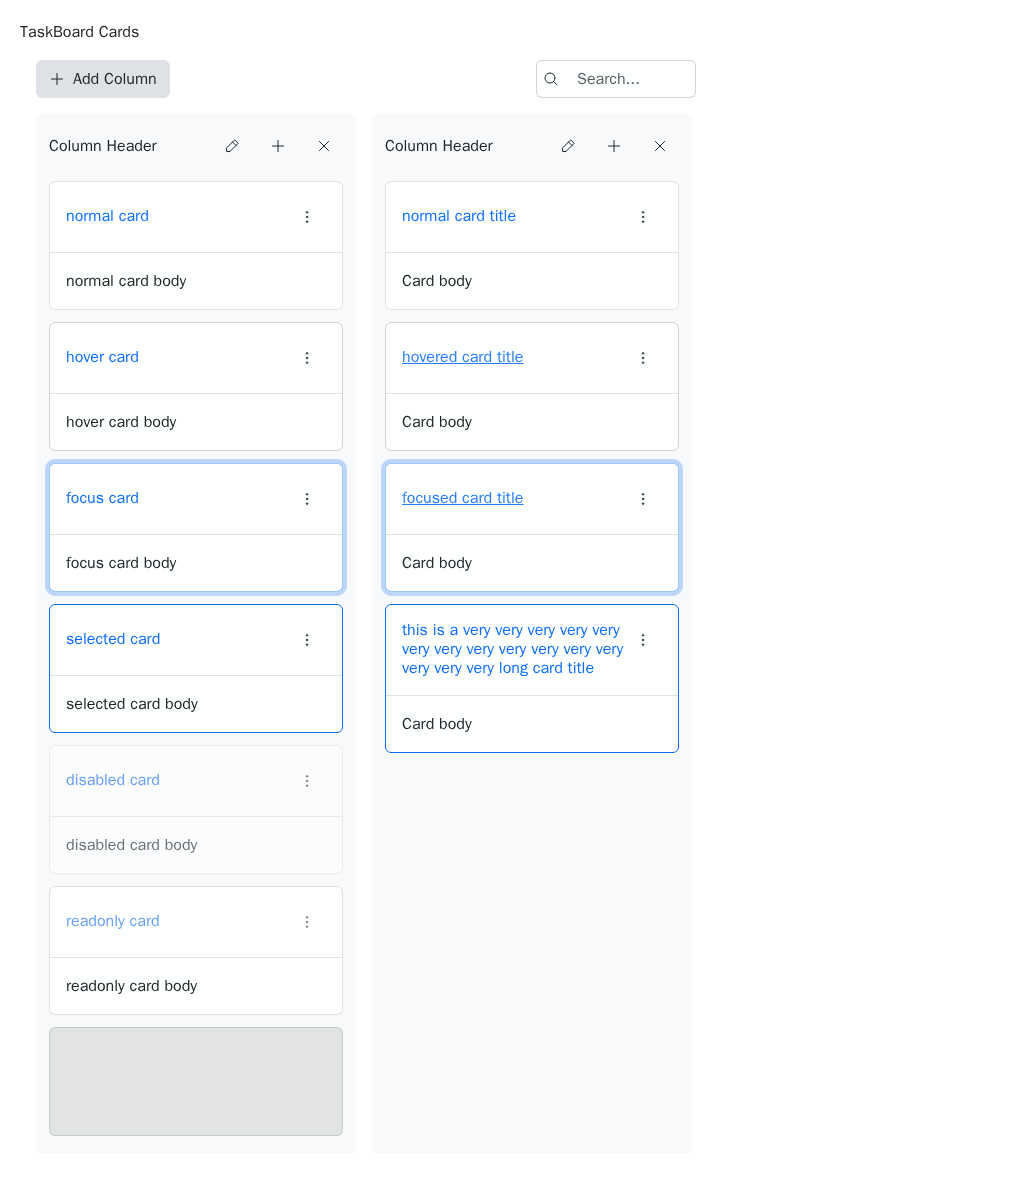 TaskBoard Cards
Add Column
Search...
Column Header
normal card
normal card body
hover card
hover card body
focus card
focus card body
selected card
selected card body
disabled card
disabled card body
readonly card
readonly card body
Column Header
normal card title
Card body
hovered card title
Card body
focused card title
Card body
this is a very very very very very
very very very very very very very
very very very long card title
Card body